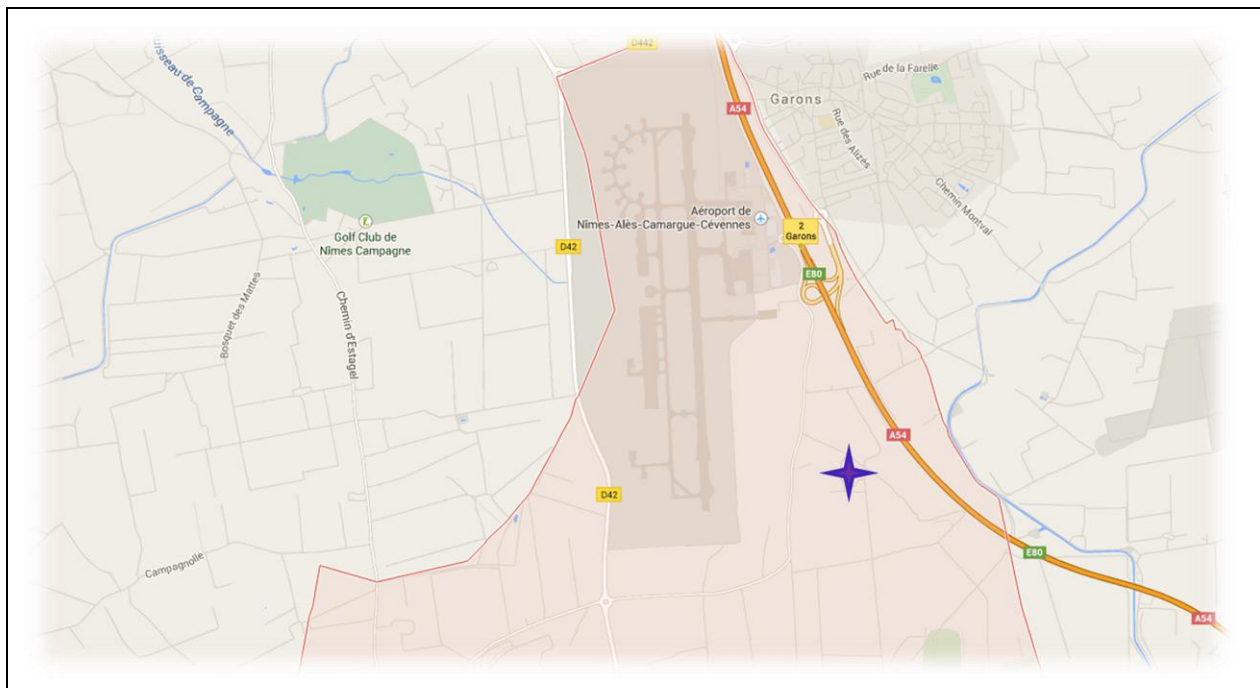 D442
Ruisseau de Campagne
Rue de la Farelle
Garons
A54
Rue des Alizés
Chemin Montval
Aéroport de
Nîmes-Alès-Camargue-Cévennes
2
Garons
Golf Club de
Nîmes Campagne
D42
E80
Bosquet des Mattes
Chemin d'Estagel
A54
D42
E80
Campagnolle
A54